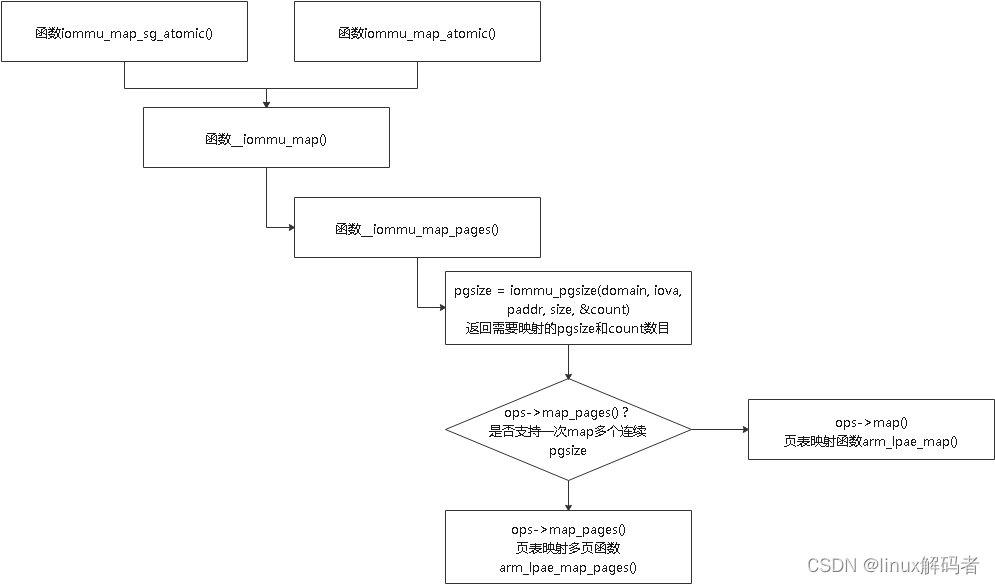 函数iommu_map_sg_atomic()
函数iommu_map_atomic()
函数__iommu_map()
函数__iommu_map_pages()
pgsize = iommu_pgsize(domain, iova,
paddr, size, &count)
返回需要映射的pgsize和count数目
ops->map_pages() ?
是否支持一次map多个连续
pgsize
ops->map()
页表映射函数arm_lpae_map()
ops->map_pages()
页表映射多页函数
arm_lpae_map_pages()
CSDN @linux解码者